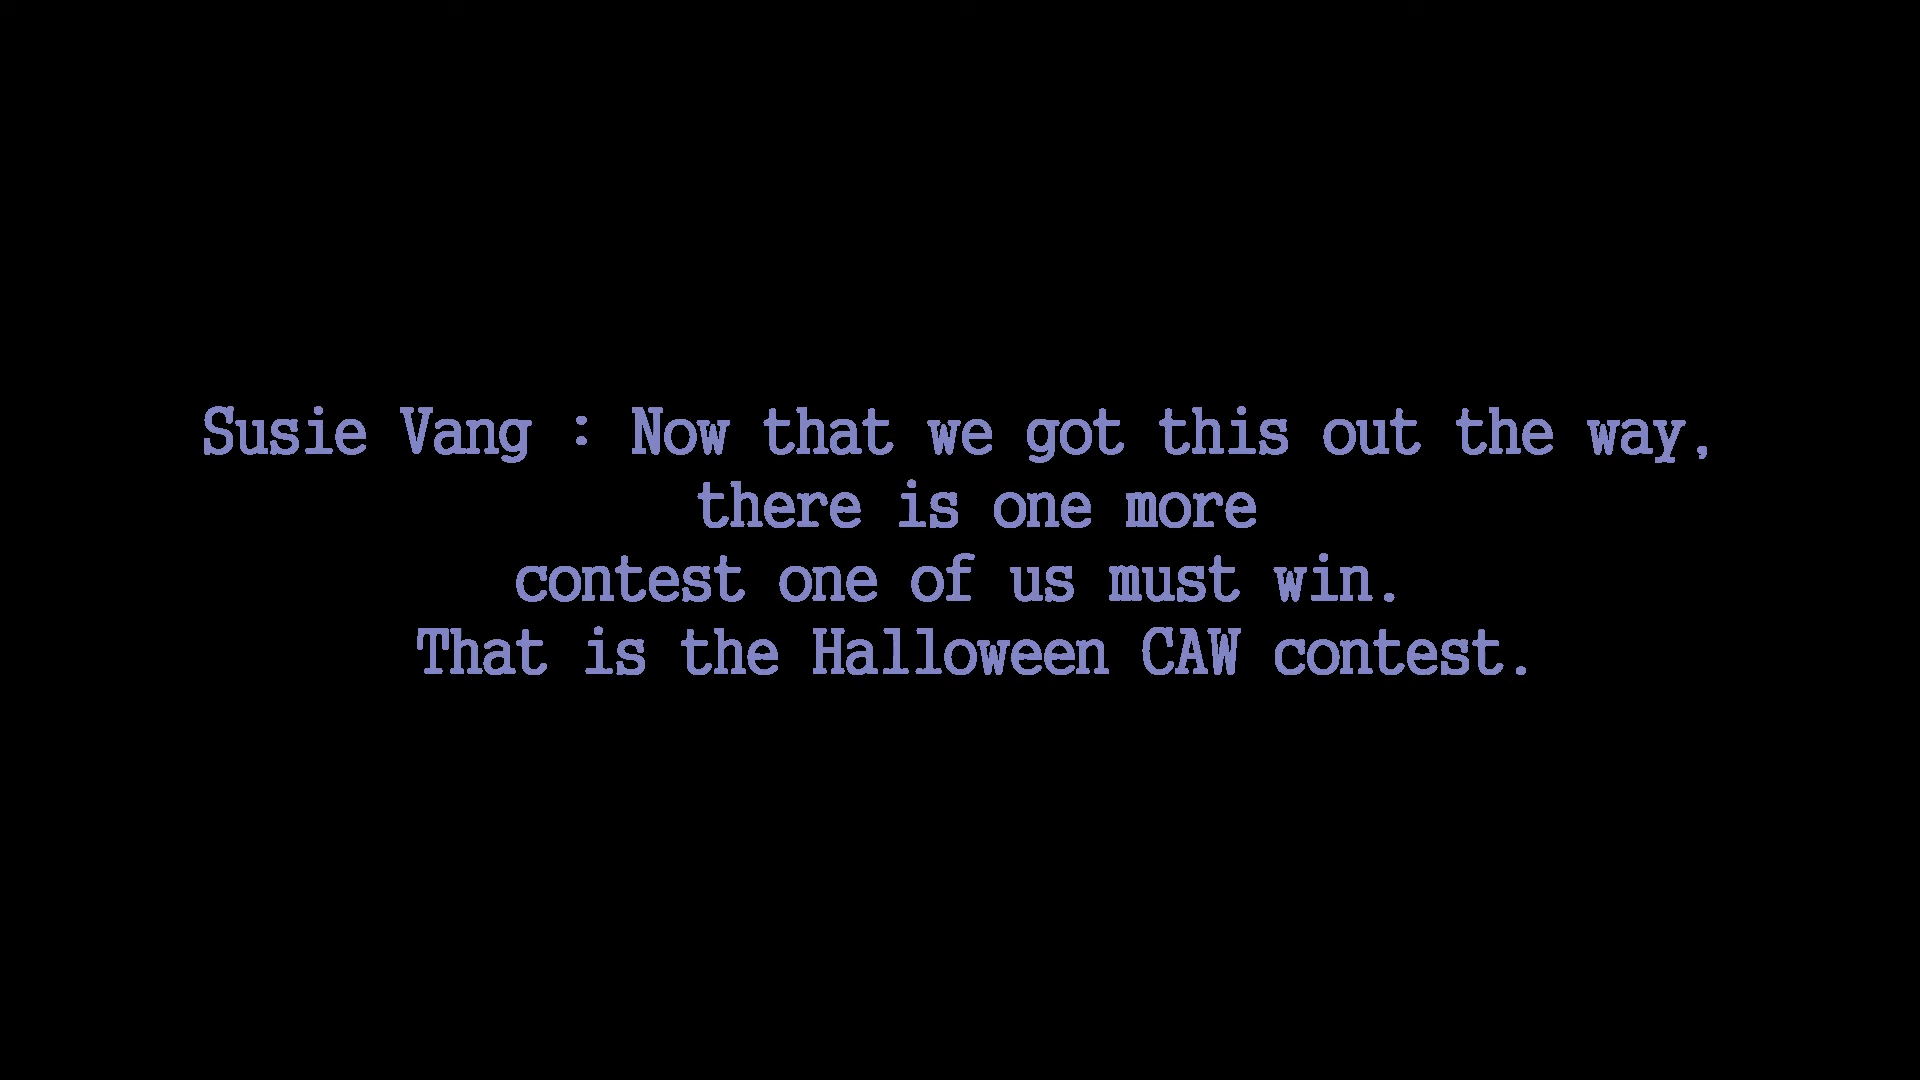 Susie Vang : Now that we got this out the way,
there is one more
contest one of us must win.
That is the Halloween CAW contest.